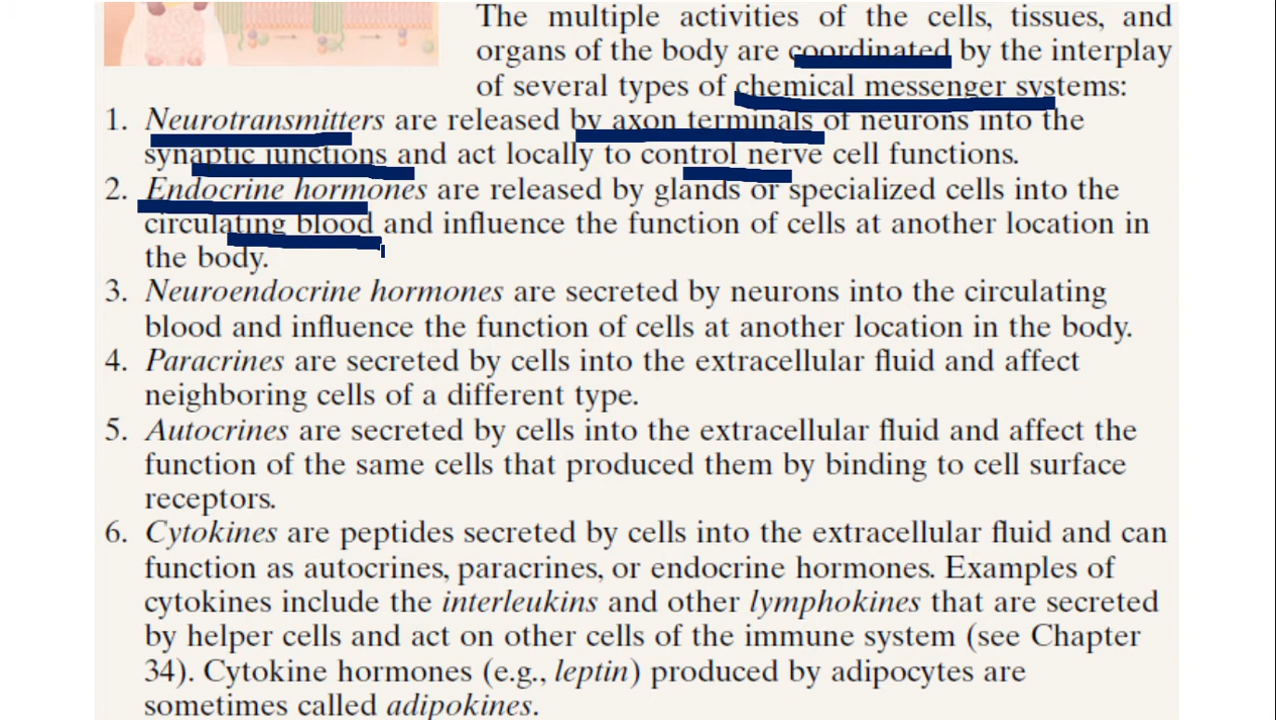 The multiple activities of the cells, tissues, and
organs of the body are coordinated by the interplay
of several types of chemical messenger systems:
1. Neurotransmitters are released by axon terminals of neurons into the
synaptic junctions and act locally to control nerve cell functions.
2. Endocrine hormones are released by glands or specialized cells into the
circulating blood and influence the function of cells at another location in
the body.
3. Neuroendocrine hormones are secreted by neurons into the circulating
blood and influence the function of cells at another location in the body.
4. Paracrines are secreted by cells into the extracellular fluid and affect
neighboring cells of a different type.
5. Autocrines are secreted by cells into the extracellular fluid and affect the
function of the same cells that produced them by binding to cell surface
receptors.
6. Cytokines are peptides secreted by cells into the extracellular fluid and can
function as autocrines, paracrines, or endocrine hormones. Examples of
cytokines include the interleukins and other lymphokines that are secreted
by helper cells and act on other cells of the immune system (see Chapter
34). Cytokine hormones (e.g., leptin) produced by adipocytes are
sometimes called adipokines.